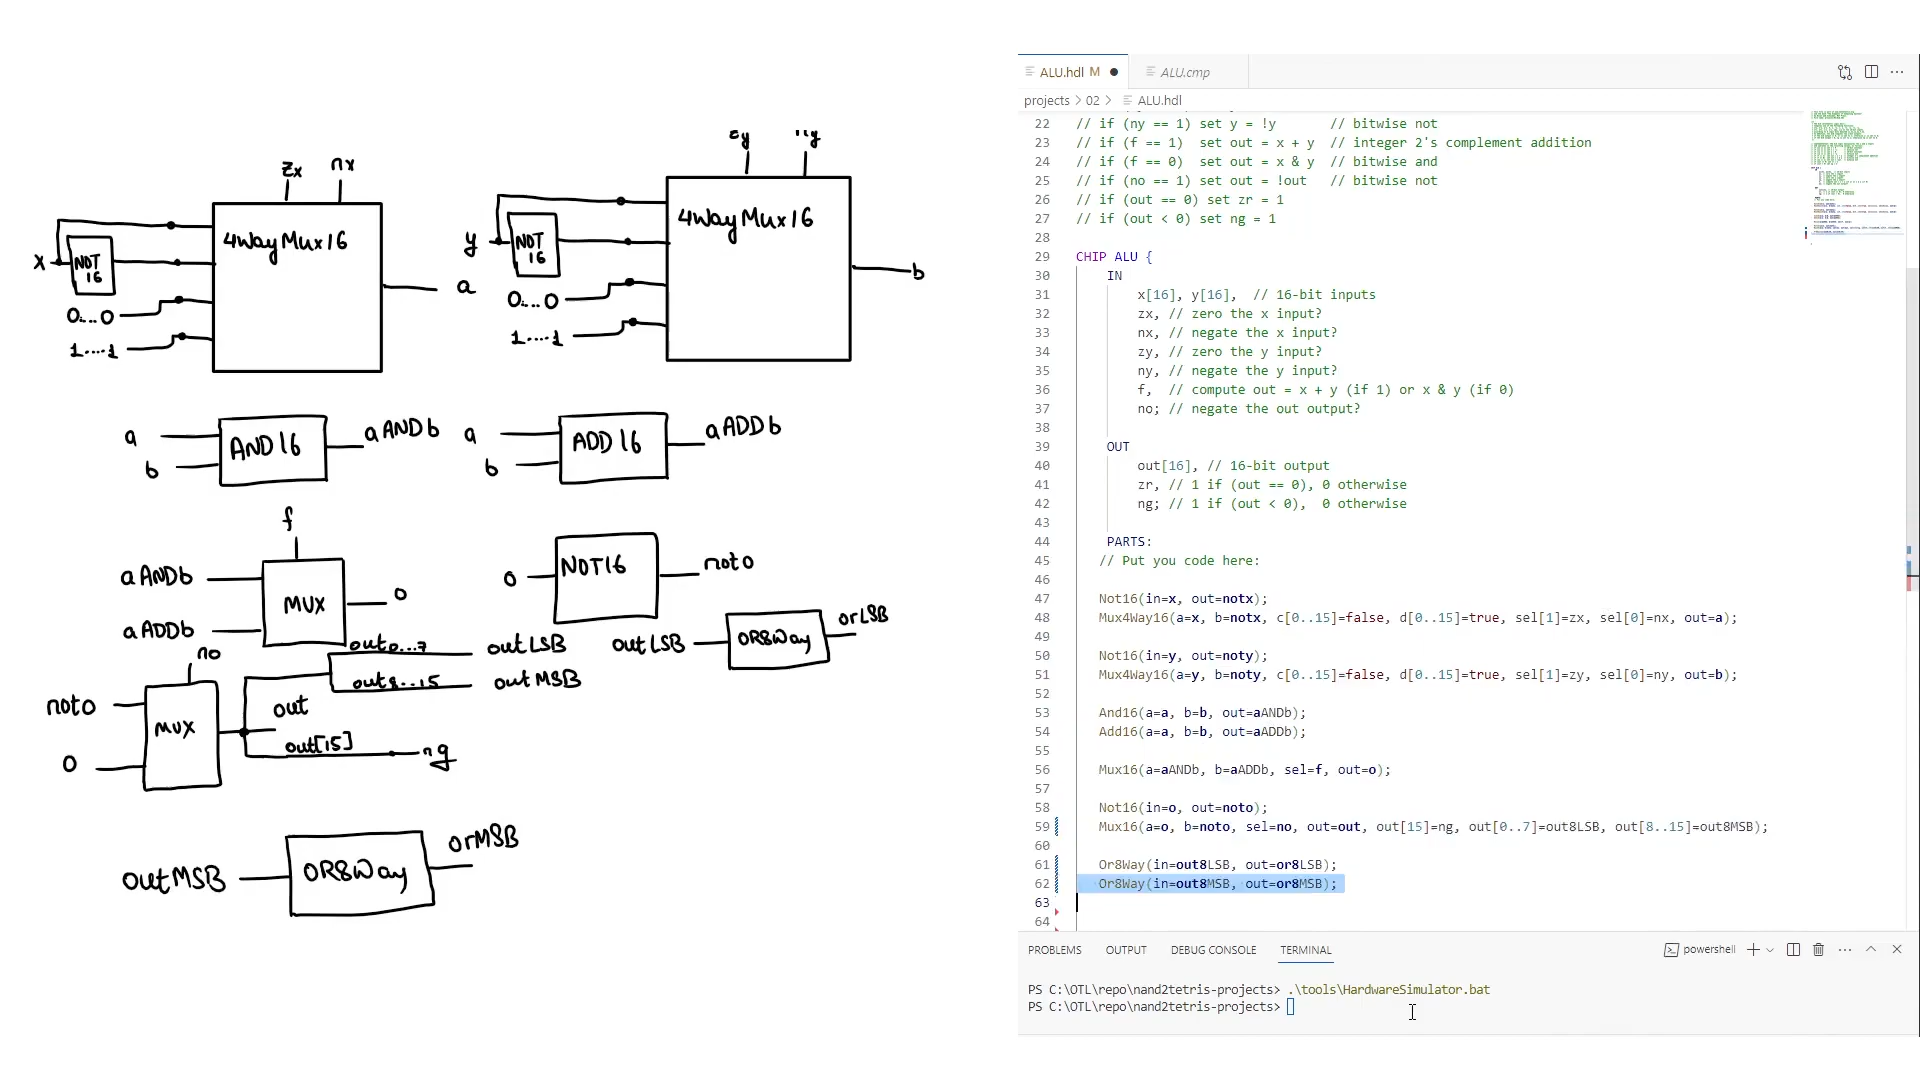 zx nx
x
NOT
16
0....0
1....1
4WayMux16
a
zy ny
y
NOT
16
0....0
1....1
4WayMux16
b
a
b
AND16
aANDb
a
b
ADD16
aADDb
f
aANDb
aADDb
MUX
o
o
NOT16
noto
no
noto
o
MUX
out0...7
outLSB
out8..15
outMSB
out
out[15]
ng
outLSB
OR8Way
orLSB
outMSB
OR8Way
orMSB
ALU.hdl M
ALU.cmp
projects > 02 > ALU.hdl
22 // if (ny == 1) set y = !y // bitwise not
23 // if (f == 1) set out = x + y // integer 2's complement addition
24 // if (f == 0) set out = x & y // bitwise and
25 // if (no == 1) set out = !out // bitwise not
26 // if (out == 0) set zr = 1
27 // if (out < 0) set ng = 1
28
29 CHIP ALU {
30 IN
31 x[16], y[16], // 16-bit inputs
32 zx, // zero the x input?
33 nx, // negate the x input?
34 zy, // zero the y input?
35 ny, // negate the y input?
36 f, // compute out = x + y (if 1) or x & y (if 0)
37 no; // negate the out output?
38
39 OUT
40 out[16], // 16-bit output
41 zr, // 1 if (out == 0), 0 otherwise
42 ng; // 1 if (out < 0), 0 otherwise
43
44 PARTS:
45 // Put you code here:
46
47 Not16(in=x, out=notx);
48 Mux4Way16(a=x, b=notx, c[0..15]=false, d[0..15]=true, sel[1]=zx, sel[0]=nx, out=a);
49
50 Not16(in=y, out=noty);
51 Mux4Way16(a=y, b=noty, c[0..15]=false, d[0..15]=true, sel[1]=zy, sel[0]=ny, out=b);
52
53 And16(a=a, b=b, out=aANDb);
54 Add16(a=a, b=b, out=aADDb);
55
56 Mux16(a=aANDb, b=aADDb, sel=f, out=o);
57
58 Not16(in=o, out=noto);
59 Mux16(a=o, b=noto, sel=no, out=out, out[15]=ng, out[0..7]=out8LSB, out[8..15]=out8MSB);
60
61 Or8Way(in=out8LSB, out=or8LSB);
62 Or8Way(in=out8MSB, out=or8MSB);
63
64
PROBLEMS OUTPUT DEBUG CONSOLE TERMINAL powershell
PS C:\OTL\repo\nand2tetris-projects> .\tools\HardwareSimulator.bat
PS C:\OTL\repo\nand2tetris-projects>